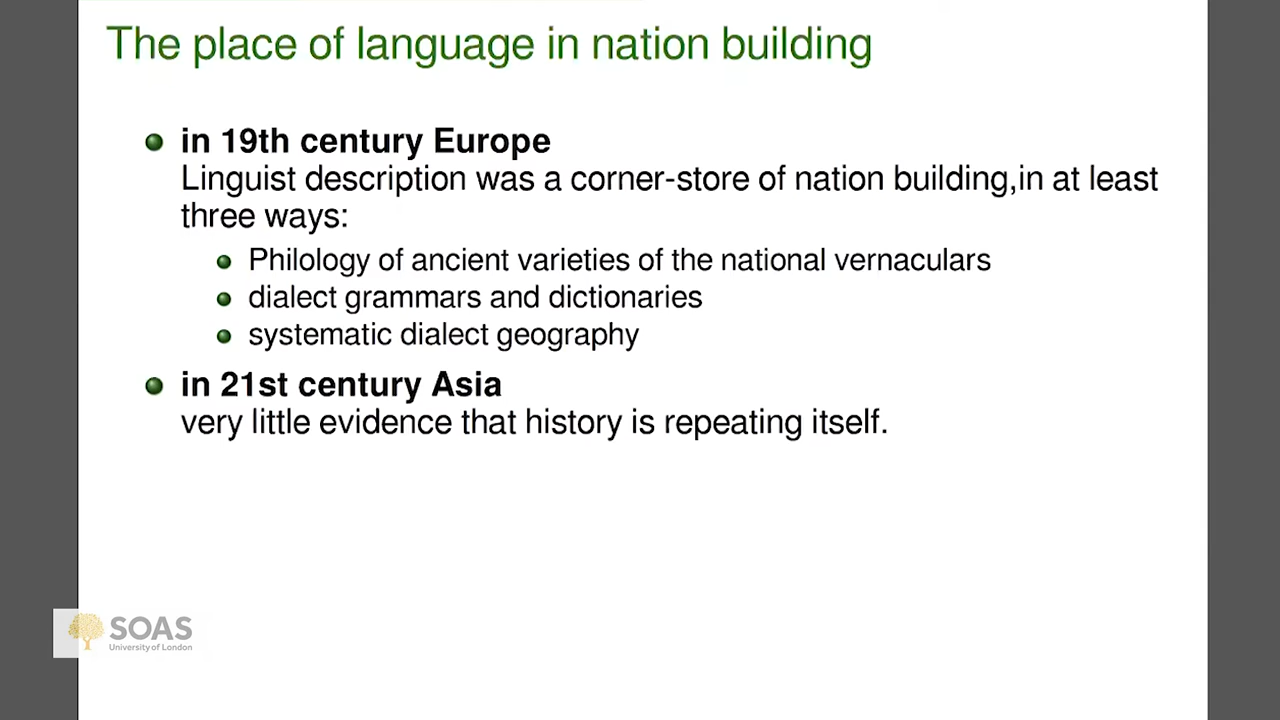 The place of language in nation building
in 19th century Europe
Linguist description was a corner-store of nation building,in at least
three ways:
Philology of ancient varieties of the national vernaculars
dialect grammars and dictionaries
systematic dialect geography
in 21st century Asia
very little evidence that history is repeating itself.
SOAS
University of London